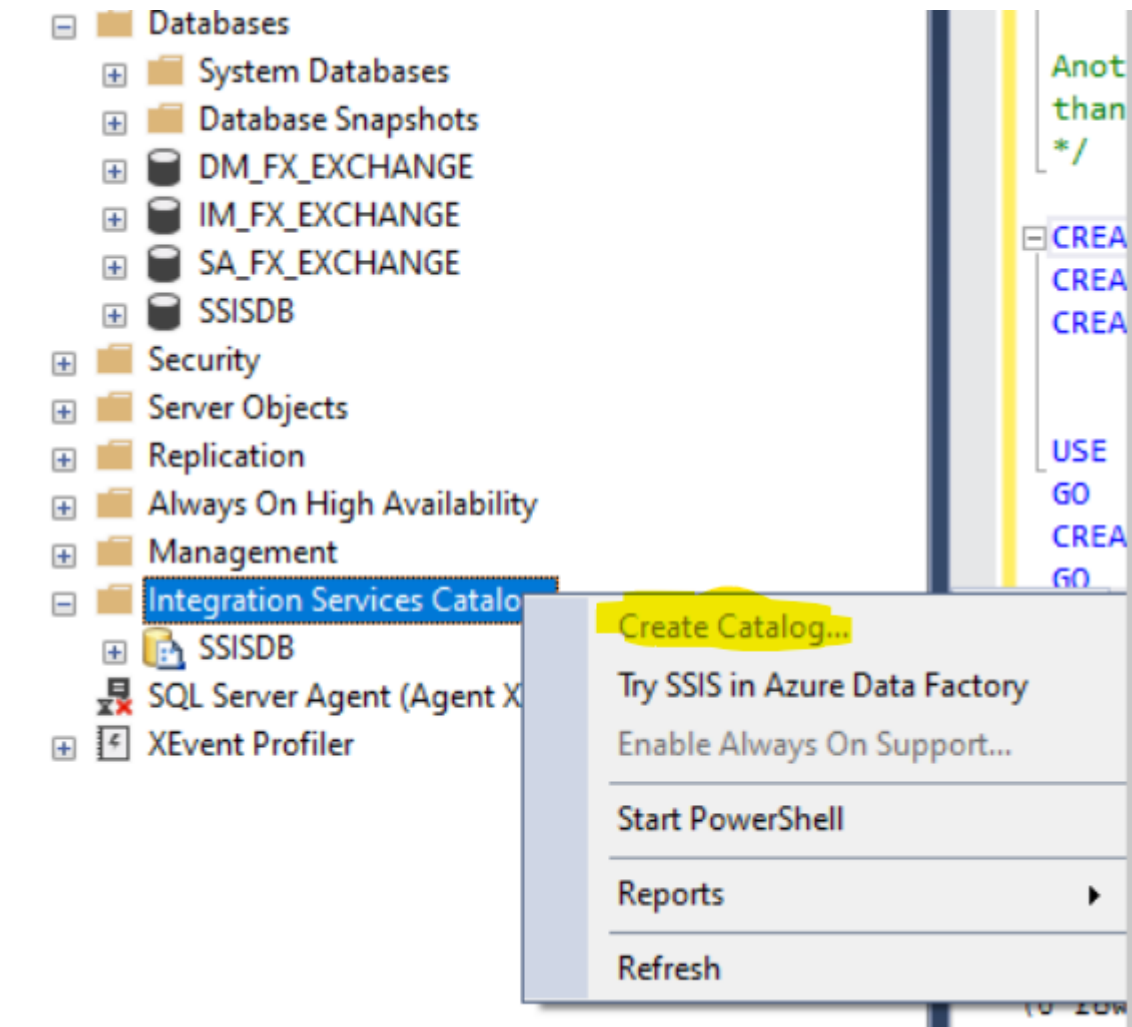 Databases
System Databases
Database Snapshots
DM_FX_EXCHANGE
IM_FX_EXCHANGE
SA_FX_EXCHANGE
SSISDB
Security
Server Objects
Replication
Always On High Availability
Management
Integration Services Catalo
SSISDB
SQL Server Agent (Agent X
XEvent Profiler
Create Catalog...
Try SSIS in Azure Data Factory
Enable Always On Support...
Start PowerShell
Reports
Refresh
Anot
than
*/
CREA
CREA
CREA
USE
GO
CREA
GO